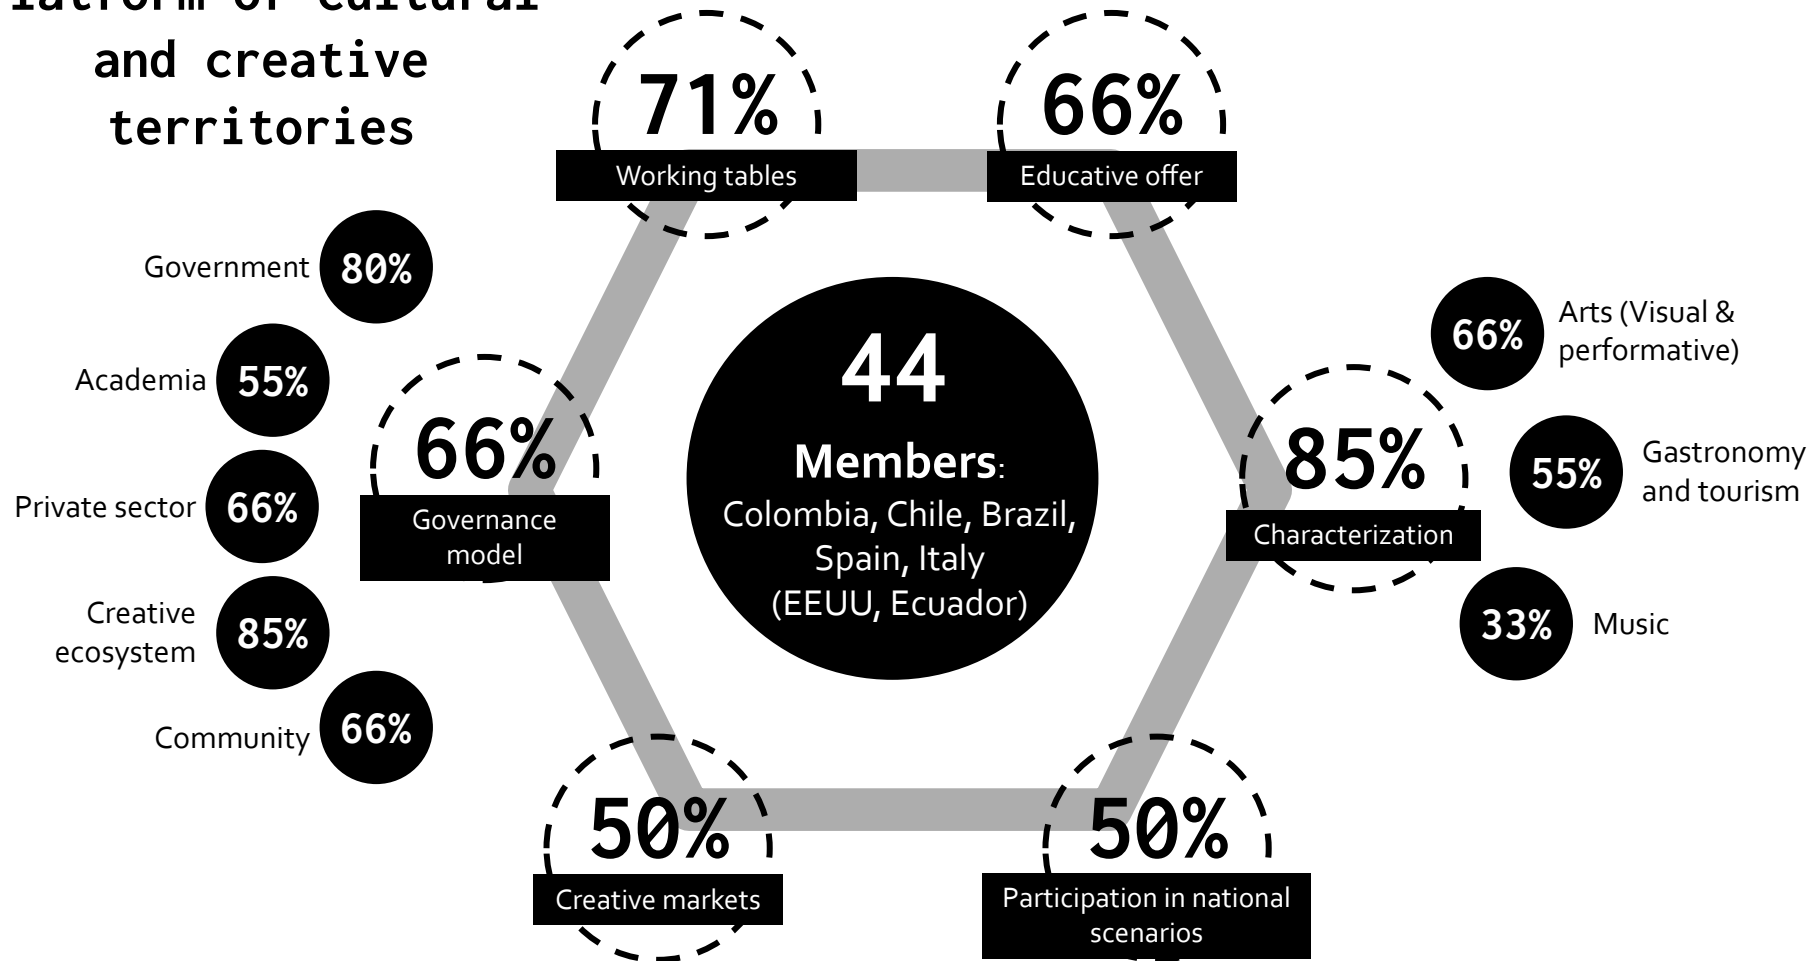 and creative
territories
71%
Working tables
66%
Educative offer
Government
80%
Academia
55%
Private sector
66%
Creative
ecosystem
85%
Community
66%
66%
Governance
model
44
Members:
Colombia, Chile, Brazil,
Spain, Italy
(EEUU, Ecuador)
85%
Characterization
66%
Arts (Visual &
performative)
55%
Gastronomy
and tourism
33%
Music
50%
Creative markets
50%
Participation in national
scenarios